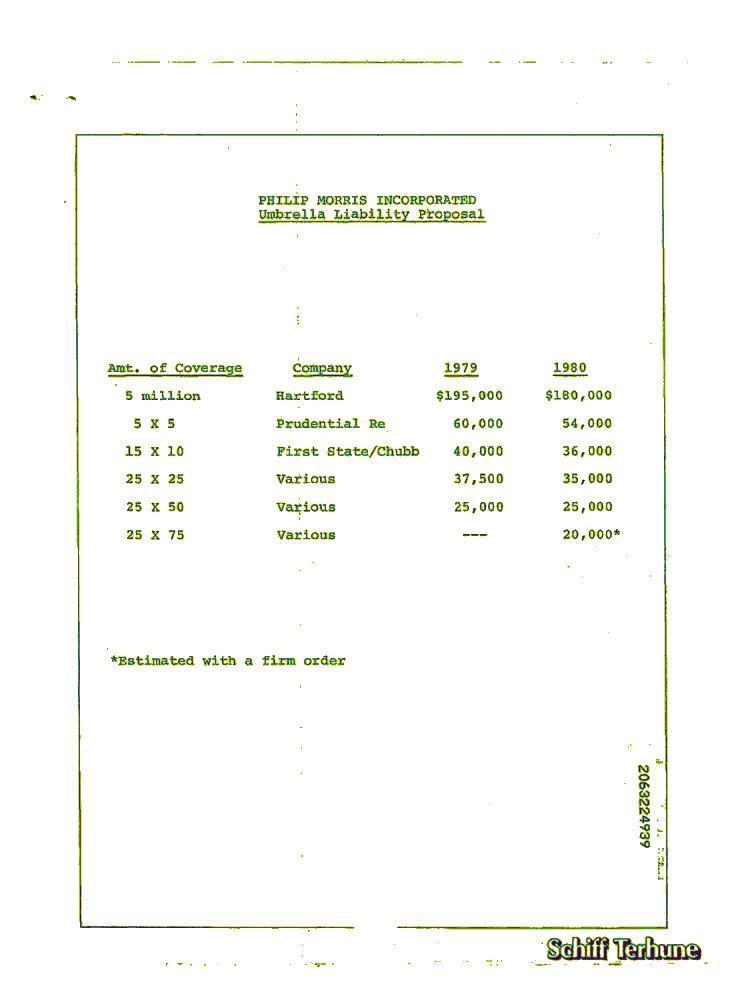 PHILIP MORRIS INCORPORATED
Umbrella Liability Proposal
Amt. of Coverage Company 1979 1980
5 million Hartford $195,000 $180,000
5 X 5 Prudential Re 60,000 54,000
15 X 10 First State/Chubb 40,000 36,000
25 X 25 Various 37,500 35,000
25 X 50 Various 25,000 25,000
25 X 75 Various --- 20,000*
*Estimated with a firm order
2063224939
Schiff Terhune